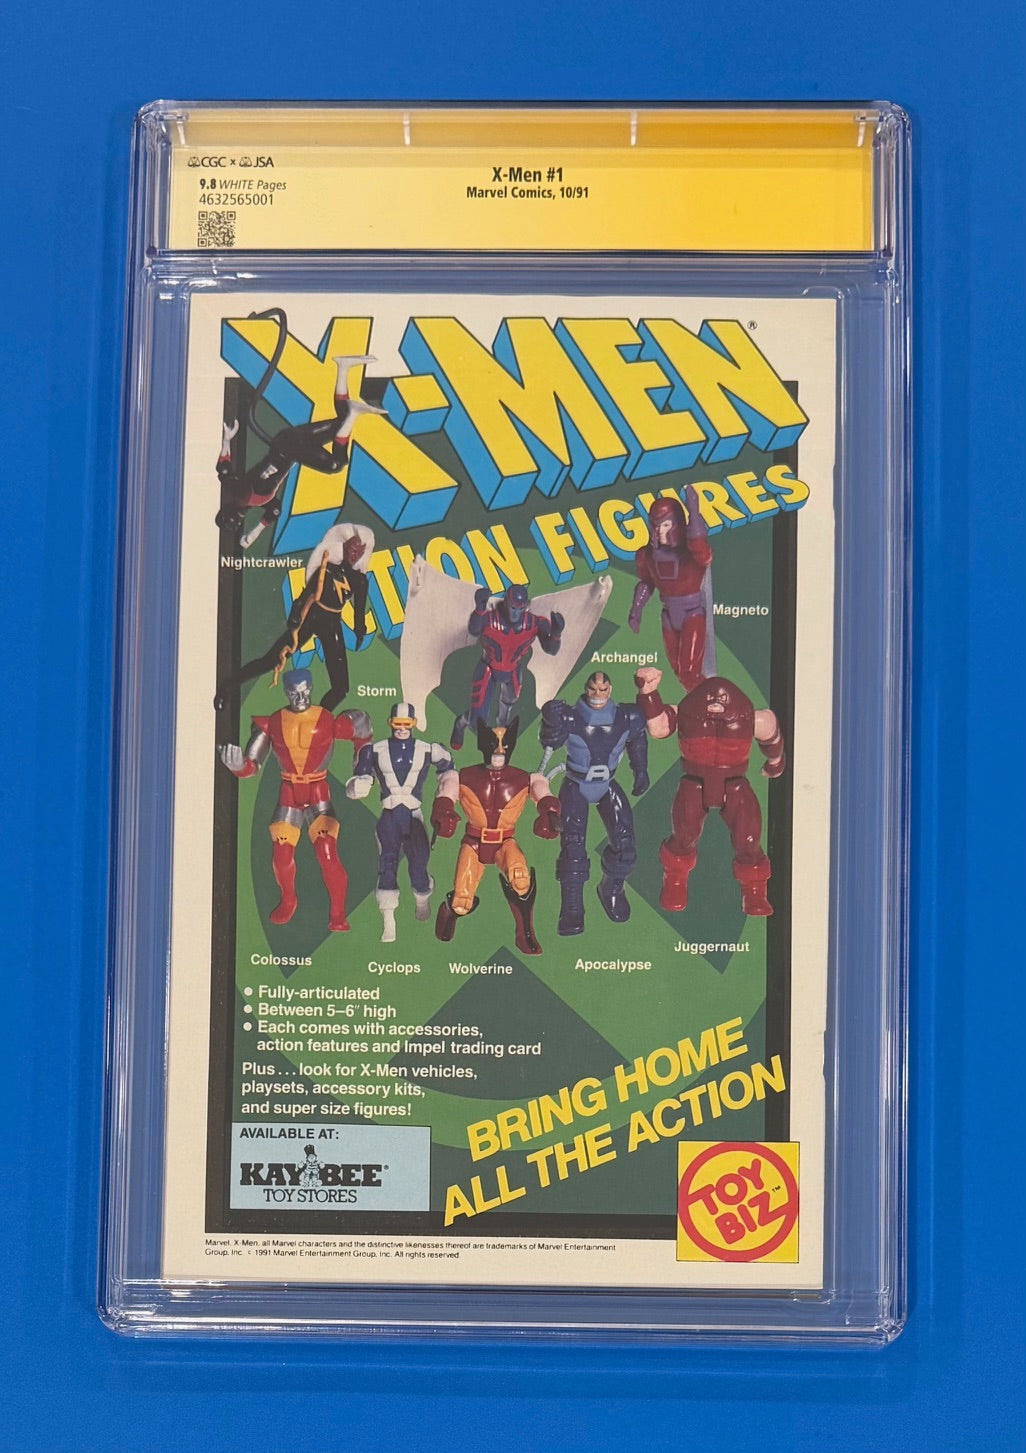 CGC × JSA
9.8 WHITE Pages
4632565001
X-Men #1
Marvel Comics, 10/91
X-MEN®
ACTION FIGURES
Nightcrawler
Storm
Archangel
Magneto
Colossus
Cyclops
Wolverine
Apocalypse
Juggernaut
• Fully-articulated
• Between 5–6" high
• Each comes with accessories,
action features and Impel trading card
Plus...look for X-Men vehicles,
playsets, accessory kits,
and super size figures!
AVAILABLE AT:
KAY BEE®
TOY STORES
BRING HOME
ALL THE ACTION
TOY
BIZ™
Marvel, X-Men, all Marvel characters and the distinctive likenesses thereof are trademarks of Marvel Entertainment
Group, Inc. © 1991 Marvel Entertainment Group, Inc. All rights reserved.